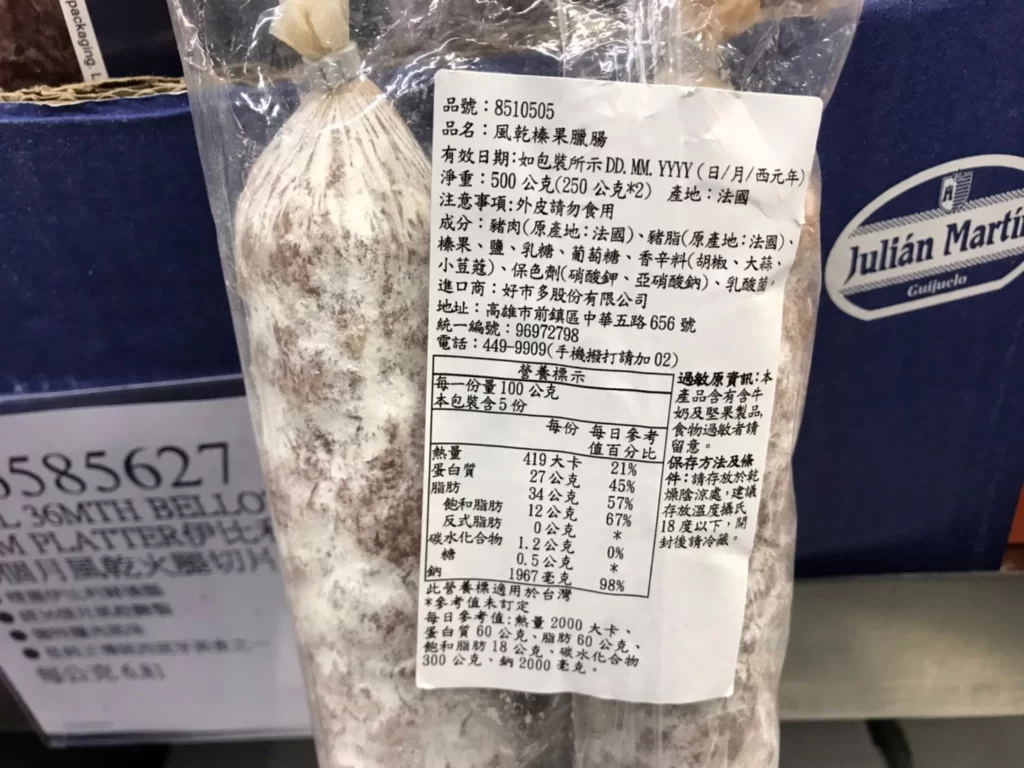 packaging. L
品號：8510505
品名：風乾榛果臘腸
有效日期:如包裝所示 DD. MM. YYYY (日/月/西元年)
淨重：500 公克(250 公克*2)　產地：法國
注意事項:外皮請勿食用
成分：豬肉(原產地:法國)、豬脂(原產地:法國)、
榛果、鹽、乳糖、葡萄糖、香辛料(胡椒、大蒜、
小荳蔻)、保色劑(硝酸鉀、亞硝酸鈉)、乳酸菌。
進口商：好市多股份有限公司
地址：高雄市前鎮區中華五路 656 號
統一編號：96972798
電話：449-9909(手機撥打請加 02)
營養標示
每一份量 100 公克
本包裝含 5 份
每份 每日參考值百分比
熱量 419 大卡 21%
蛋白質 27 公克 45%
脂肪 34 公克 57%
飽和脂肪 12 公克 67%
反式脂肪 0 公克 *
碳水化合物 1.2 公克 0%
糖 0.5 公克 *
鈉 1967 毫克 98%
此營養標適用於台灣
*參考值未訂定
每日參考值:熱量 2000 大卡、
蛋白質 60 公克、脂肪 60 公克、
飽和脂肪 18 公克、碳水化合物
300 公克、鈉 2000 毫克。
過敏原資訊:本
產品含有含牛
奶及堅果製品,
食物過敏者請
留意。
保存方法及條
件:請存放於乾
燥陰涼處,建議
存放溫度攝氏
18 度以下,開
封後請冷藏。
Julián Martín
Guijuelo
585627
L 36MTH BELLO
M PLATTER伊比利
個月風乾火腿切片
每公克 6.81